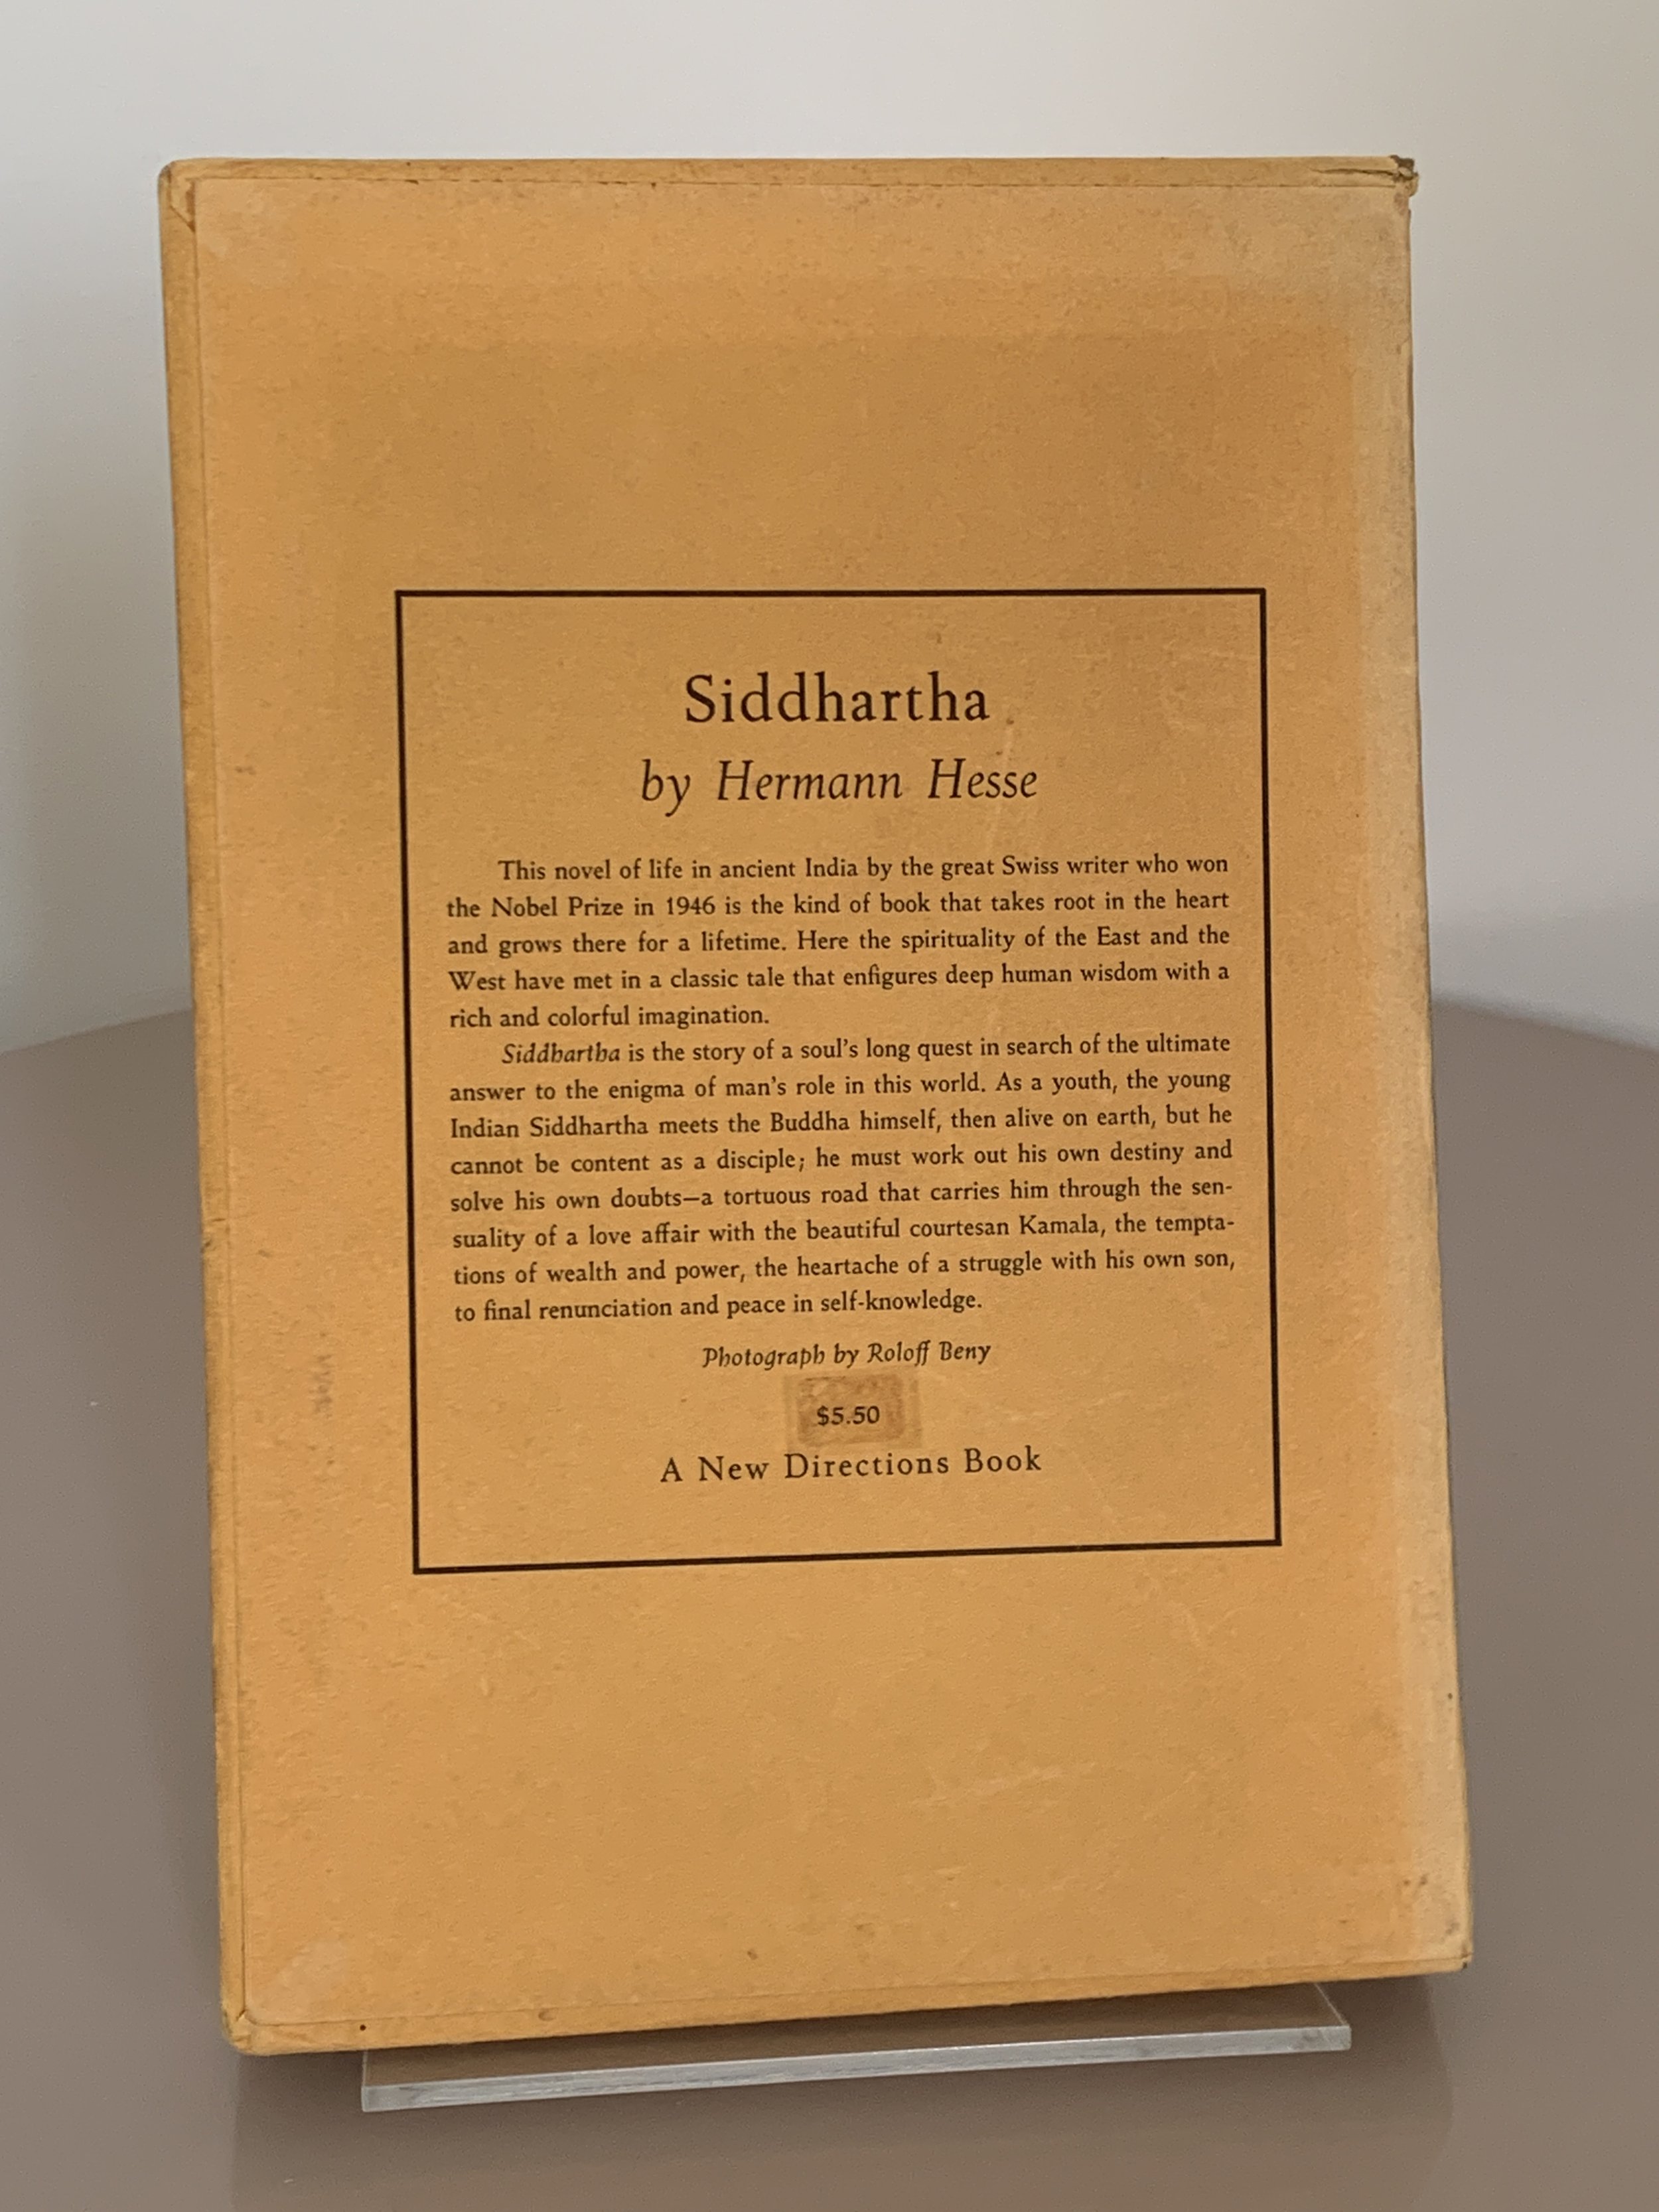 Siddhartha
by Hermann Hesse
This novel of life in ancient India by the great Swiss writer who won
the Nobel Prize in 1946 is the kind of book that takes root in the heart
and grows there for a lifetime. Here the spirituality of the East and the
West have met in a classic tale that enfigures deep human wisdom with a
rich and colorful imagination.
Siddhartha is the story of a soul's long quest in search of the ultimate
answer to the enigma of man's role in this world. As a youth, the young
Indian Siddhartha meets the Buddha himself, then alive on earth, but he
cannot be content as a disciple; he must work out his own destiny and
solve his own doubts—a tortuous road that carries him through the sen-
suality of a love affair with the beautiful courtesan Kamala, the tempta-
tions of wealth and power, the heartache of a struggle with his own son,
to final renunciation and peace in self-knowledge.
Photograph by Roloff Beny
$5.50
A New Directions Book